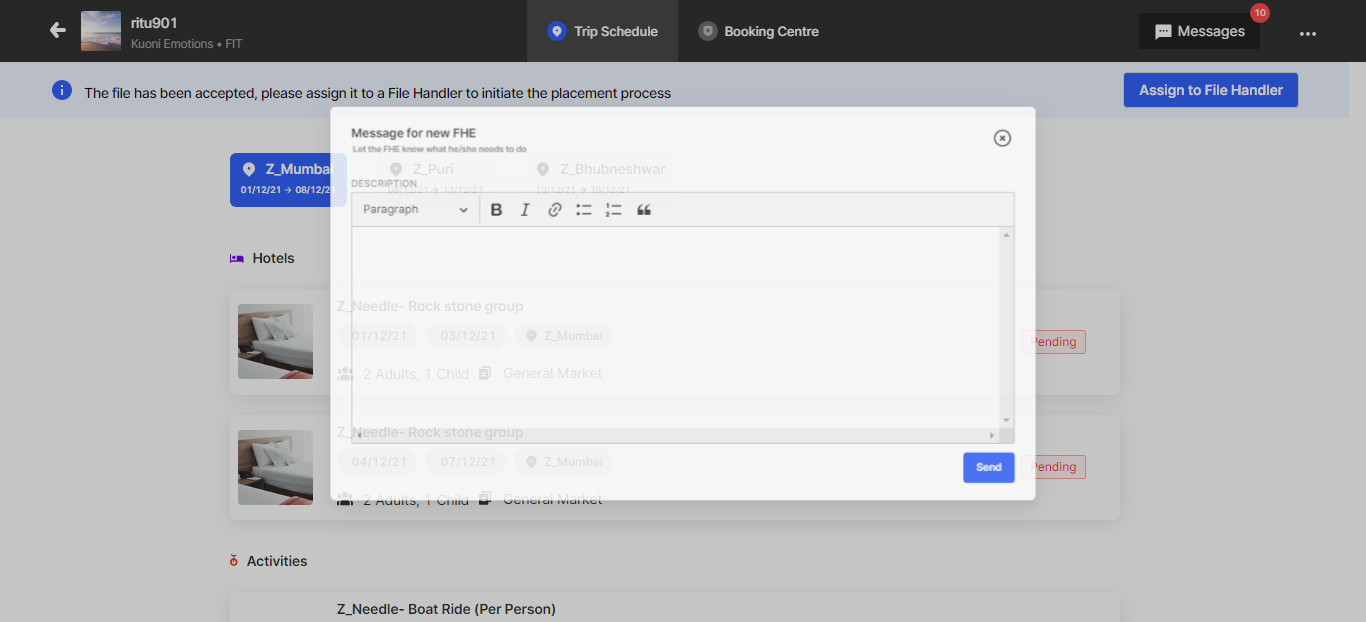 ritu901
Kuoni Emotions • FIT
Trip Schedule
Booking Centre
Messages
10
The file has been accepted, please assign it to a File Handler to initiate the placement process
Assign to File Handler
Message for new FHE
Let the FHE know what he/she needs to do
Z_Mumbai
01/12/21 → 08/12/21
Z_Puri
08/12/21 → 13/12/21
Z_Bhubneshwar
13/12/21 → 16/12/21
DESCRIPTION
Paragraph
Hotels
Z_Needle- Rock stone group
01/12/21
03/12/21
Z_Mumbai
Pending
2 Adults, 1 Child
General Market
Z_Needle- Rock stone group
04/12/21
07/12/21
Z_Mumbai
Send
Pending
2 Adults, 1 Child
General Market
Activities
Z_Needle- Boat Ride (Per Person)